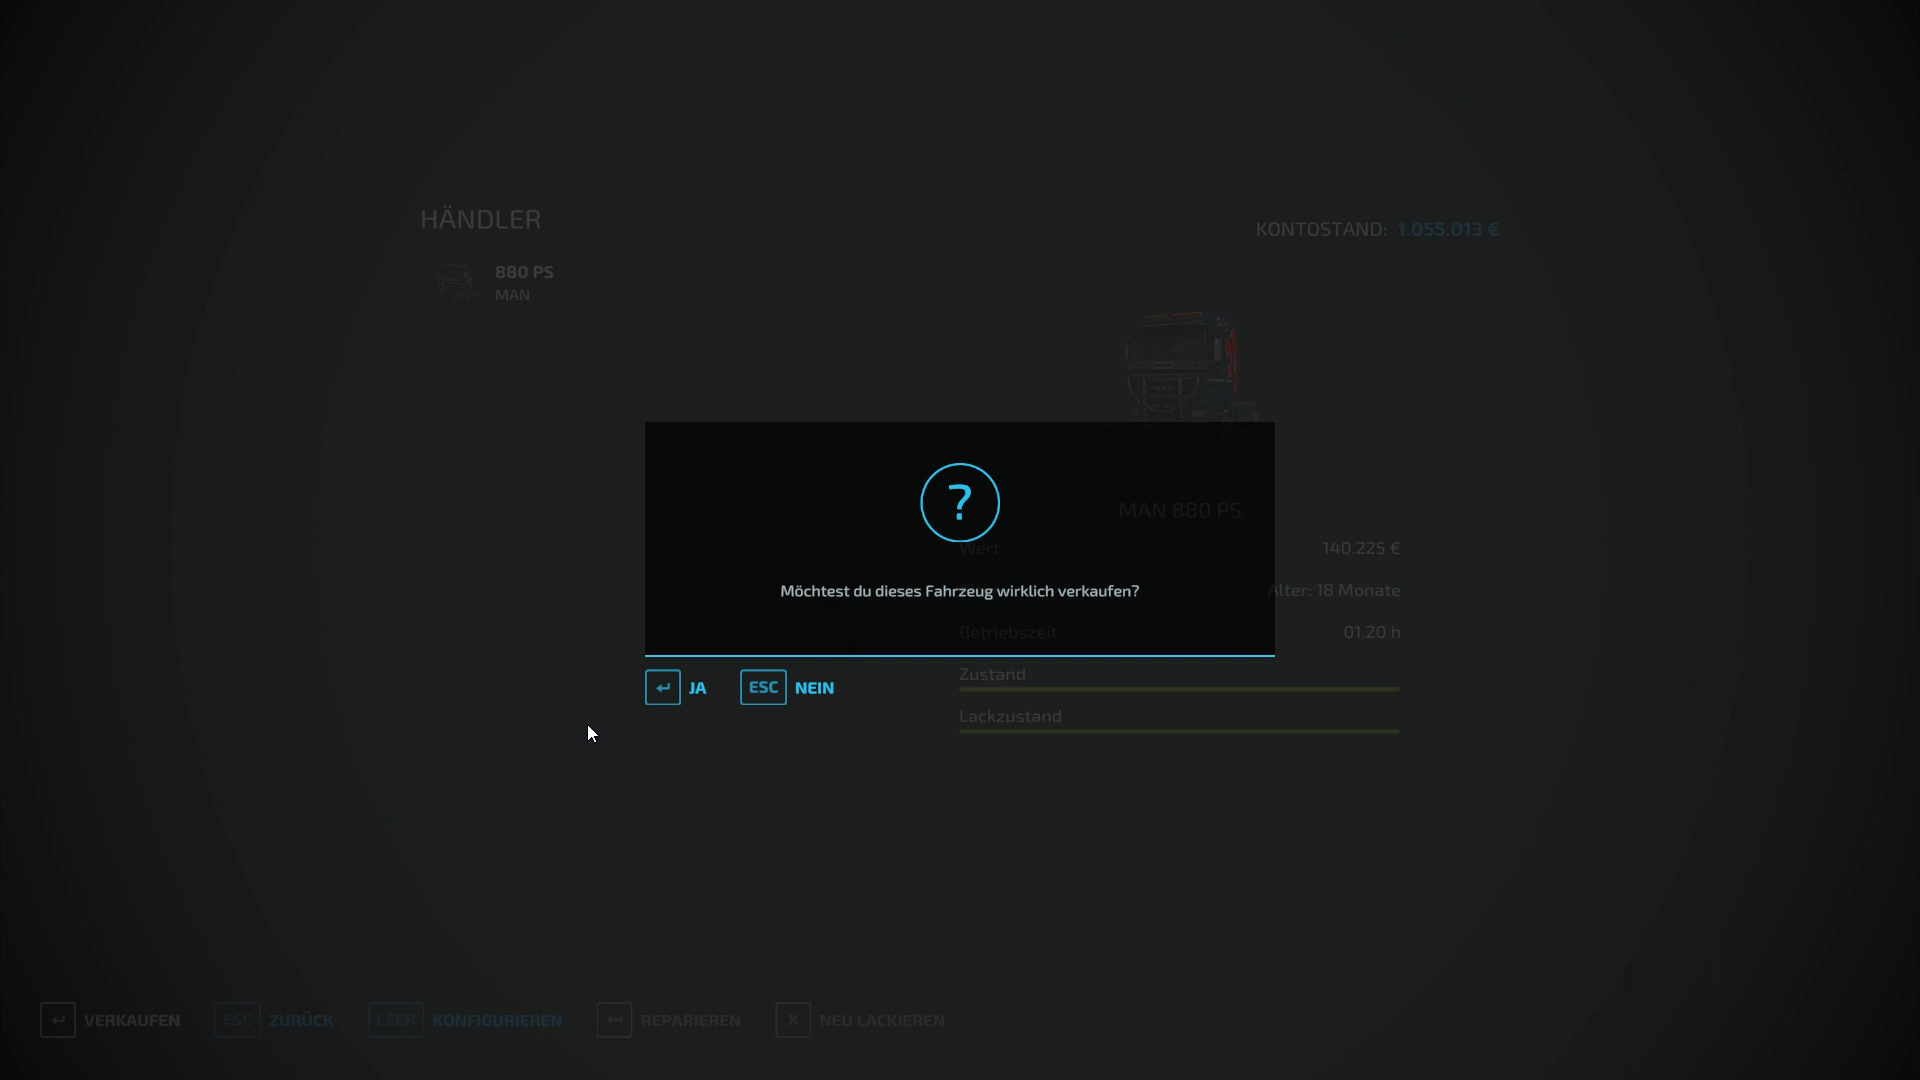 HÄNDLER
KONTOSTAND: 1.055.013 €
880 PS
MAN
?
MAN 880 PS
Wert 140.225 €
Möchtest du dieses Fahrzeug wirklich verkaufen?
Alter: 18 Monate
Betriebszeit 01.20 h
Zustand
↵ JA ESC NEIN
Lackzustand
↵ VERKAUFEN ESC ZURÜCK LEER KONFIGURIEREN ⟵ REPARIEREN X NEU LACKIEREN